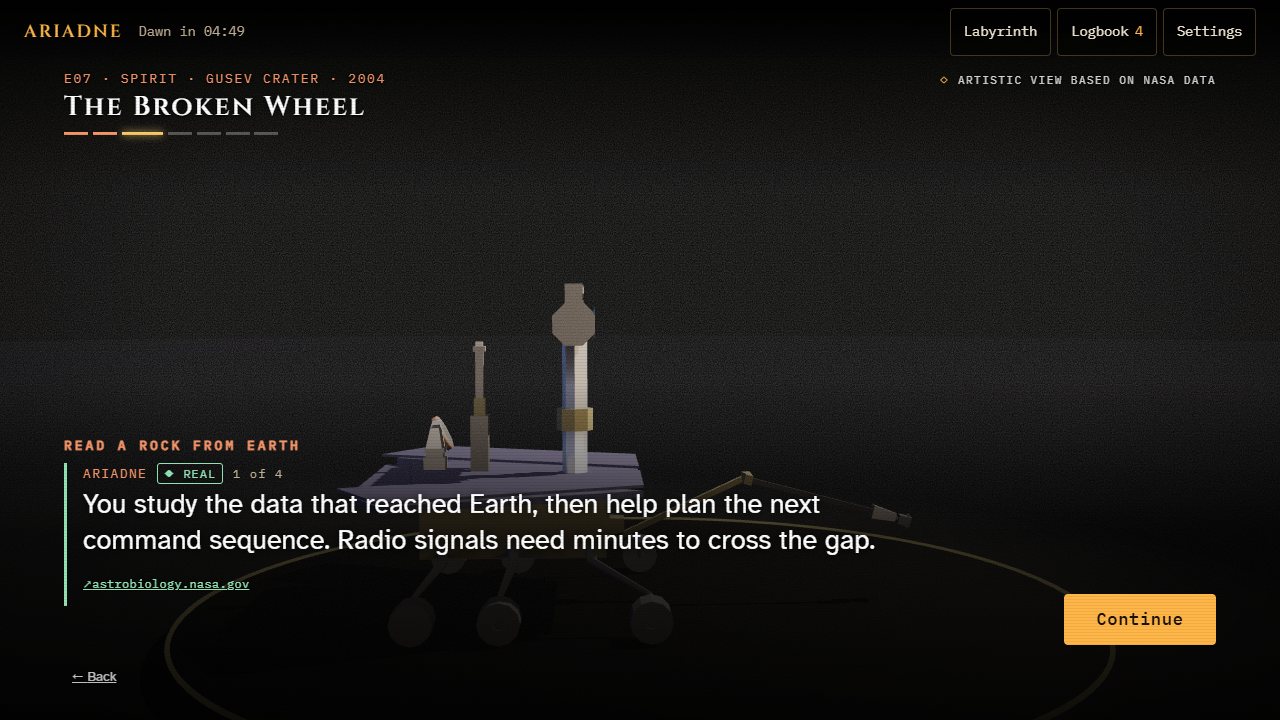 ARIADNE Dawn in 04:49 Labyrinth Logbook 4 Settings
E07 · SPIRIT · GUSEV CRATER · 2004
◇ ARTISTIC VIEW BASED ON NASA DATA
The Broken Wheel
READ A ROCK FROM EARTH
ARIADNE ◆ REAL 1 of 4
You study the data that reached Earth, then help plan the next
command sequence. Radio signals need minutes to cross the gap.
↗astrobiology.nasa.gov
Continue
← Back